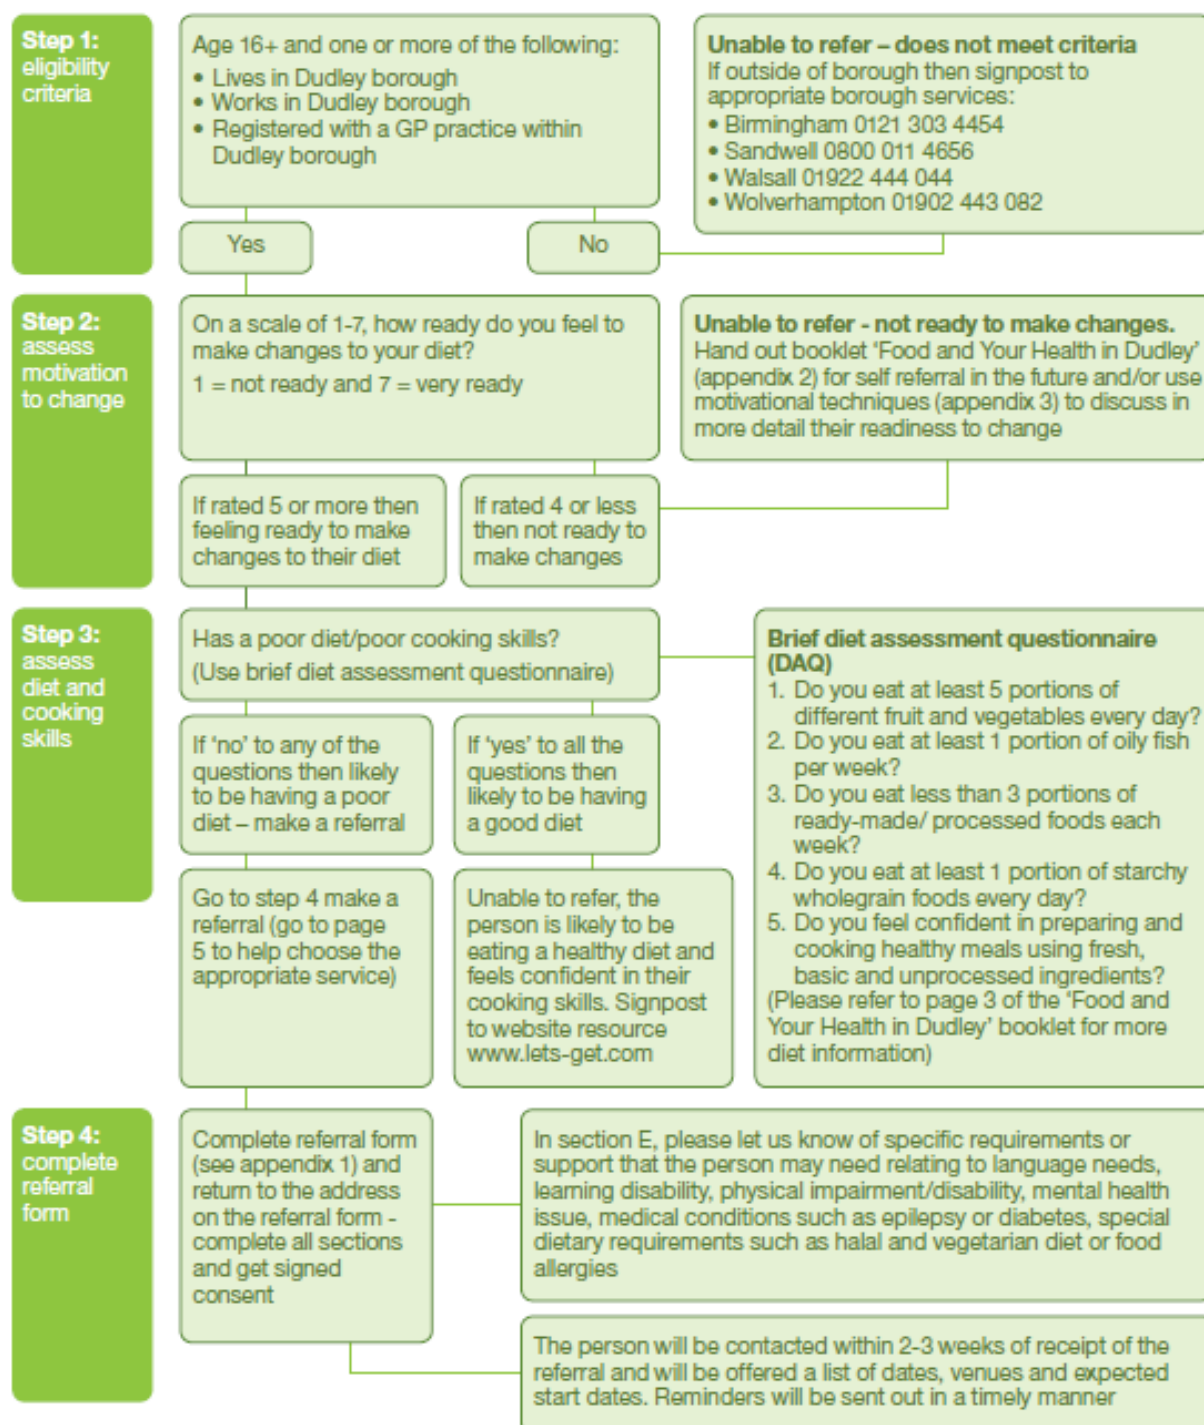 Step 1:
eligibility
criteria
Age 16+ and one or more of the following:
• Lives in Dudley borough
• Works in Dudley borough
• Registered with a GP practice within
Dudley borough
Unable to refer – does not meet criteria
If outside of borough then signpost to
appropriate borough services:
• Birmingham 0121 303 4454
• Sandwell 0800 011 4656
• Walsall 01922 444 044
• Wolverhampton 01902 443 082
Yes
No
Step 2:
assess
motivation
to change
On a scale of 1-7, how ready do you feel to
make changes to your diet?
1 = not ready and 7 = very ready
Unable to refer - not ready to make changes.
Hand out booklet ‘Food and Your Health in Dudley’
(appendix 2) for self referral in the future and/or use
motivational techniques (appendix 3) to discuss in
more detail their readiness to change
If rated 5 or more then
feeling ready to make
changes to their diet
If rated 4 or less
then not ready to
make changes
Step 3:
assess
diet and
cooking
skills
Has a poor diet/poor cooking skills?
(Use brief diet assessment questionnaire)
Brief diet assessment questionnaire
(DAQ)
1. Do you eat at least 5 portions of
different fruit and vegetables every day?
2. Do you eat at least 1 portion of oily fish
per week?
3. Do you eat less than 3 portions of
ready-made/ processed foods each
week?
4. Do you eat at least 1 portion of starchy
wholegrain foods every day?
5. Do you feel confident in preparing and
cooking healthy meals using fresh,
basic and unprocessed ingredients?
(Please refer to page 3 of the ‘Food and
Your Health in Dudley’ booklet for more
diet information)
If ‘no’ to any of the
questions then likely
to be having a poor
diet – make a referral
If ‘yes’ to all the
questions then
likely to be having
a good diet
Go to step 4 make a
referral (go to page
5 to help choose the
appropriate service)
Unable to refer, the
person is likely to be
eating a healthy diet and
feels confident in their
cooking skills. Signpost
to website resource
www.lets-get.com
Step 4:
complete
referral
form
Complete referral form
(see appendix 1) and
return to the address
on the referral form -
complete all sections
and get signed
consent
In section E, please let us know of specific requirements or
support that the person may need relating to language needs,
learning disability, physical impairment/disability, mental health
issue, medical conditions such as epilepsy or diabetes, special
dietary requirements such as halal and vegetarian diet or food
allergies
The person will be contacted within 2-3 weeks of receipt of the
referral and will be offered a list of dates, venues and expected
start dates. Reminders will be sent out in a timely manner